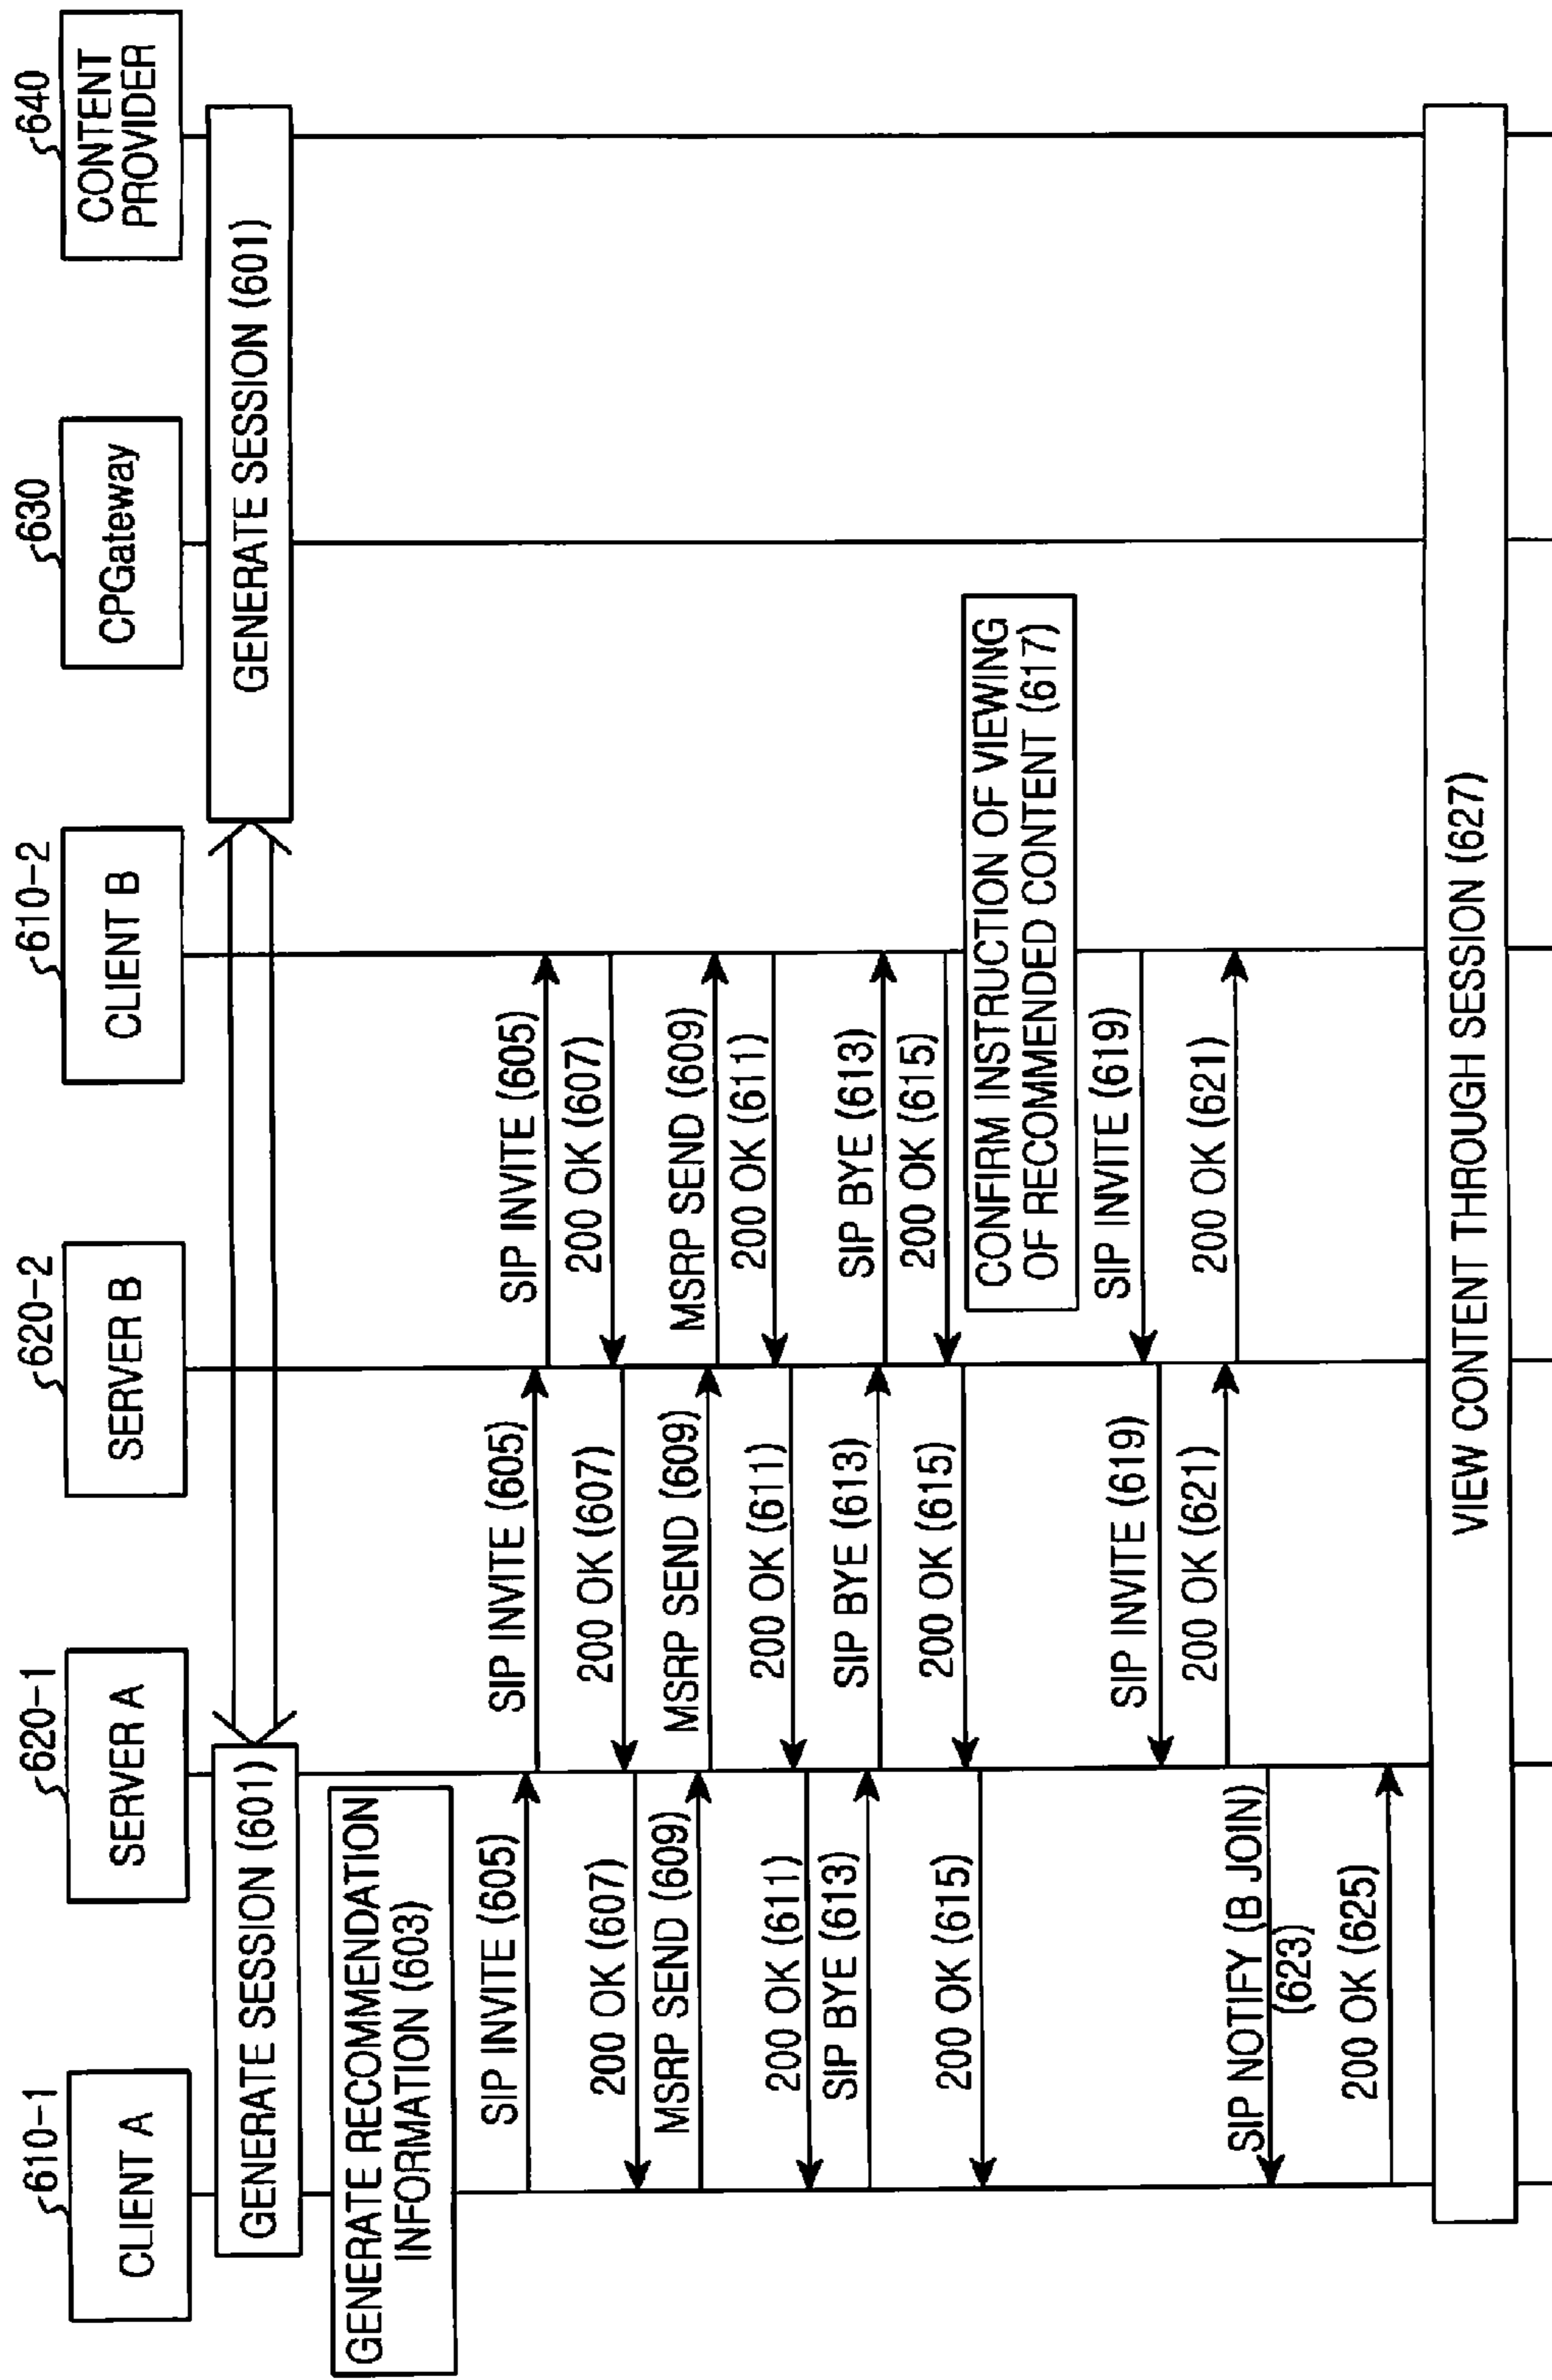 610-1
620-1
620-2
610-2
630
640
CLIENT A
SERVER A
SERVER B
CLIENT B
CPGateway
CONTENT
PROVIDER
GENERATE SESSION (601)
GENERATE SESSION (601)
GENERATE RECOMMENDATION
INFORMATION (603)
SIP INVITE (605)
SIP INVITE (605)
SIP INVITE (605)
200 OK (607)
200 OK (607)
200 OK (607)
MSRP SEND (609)
MSRP SEND (609)
MSRP SEND (609)
200 OK (611)
200 OK (611)
200 OK (611)
SIP BYE (613)
SIP BYE (613)
SIP BYE (613)
200 OK (615)
200 OK (615)
200 OK (615)
CONFIRM INSTRUCTION OF VIEWING
OF RECOMMENDED CONTENT (617)
SIP INVITE (619)
SIP INVITE (619)
200 OK (621)
200 OK (621)
SIP NOTIFY (B JOIN)
(623)
200 OK (625)
VIEW CONTENT THROUGH SESSION (627)